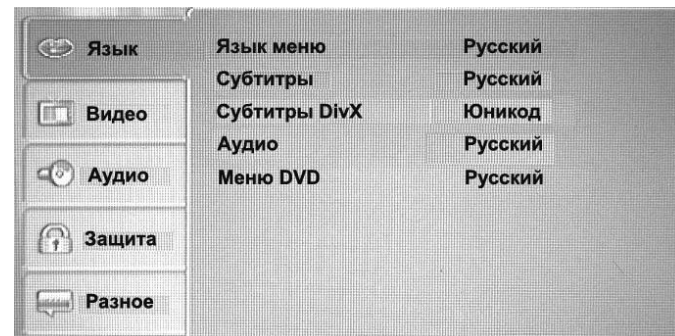 Язык
Видео
Аудио
Защита
Разное
Язык меню Русский
Субтитры Русский
Субтитры DivX Юникод
Аудио Русский
Меню DVD Русский